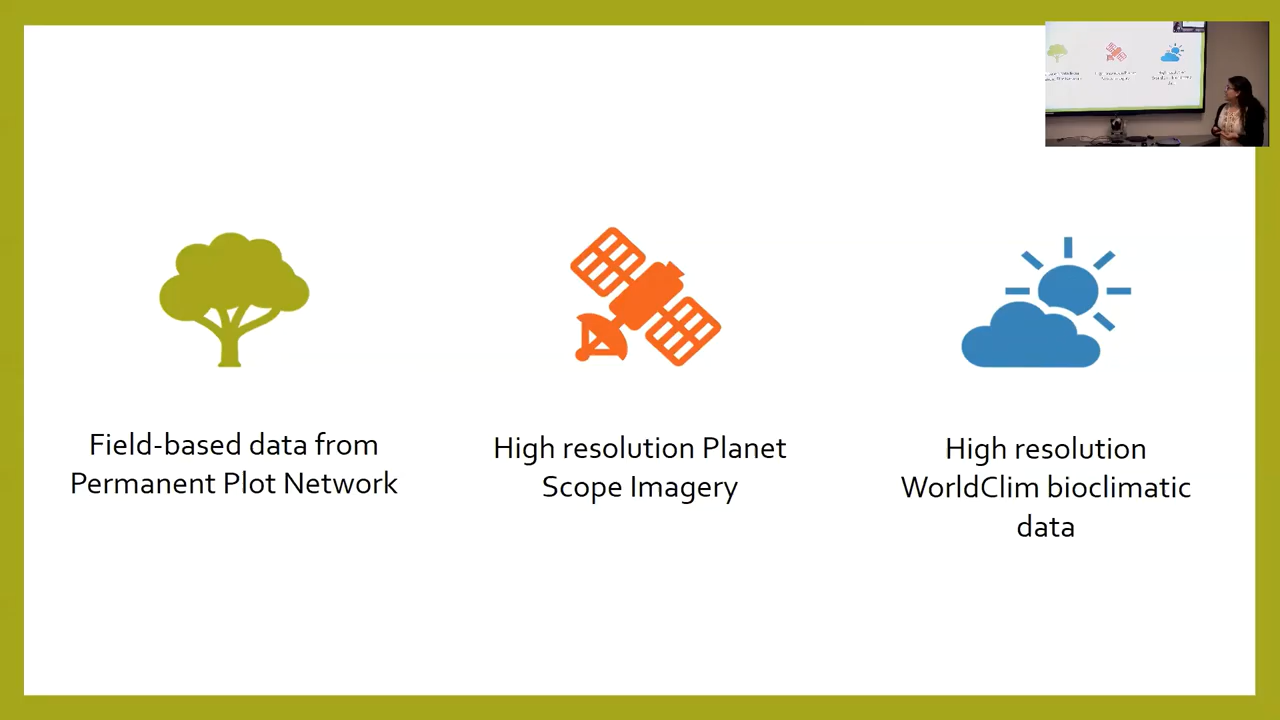 Field-based data from
Permanent Plot Network
High resolution Planet
Scope Imagery
High resolution
WorldClim bioclimatic
data